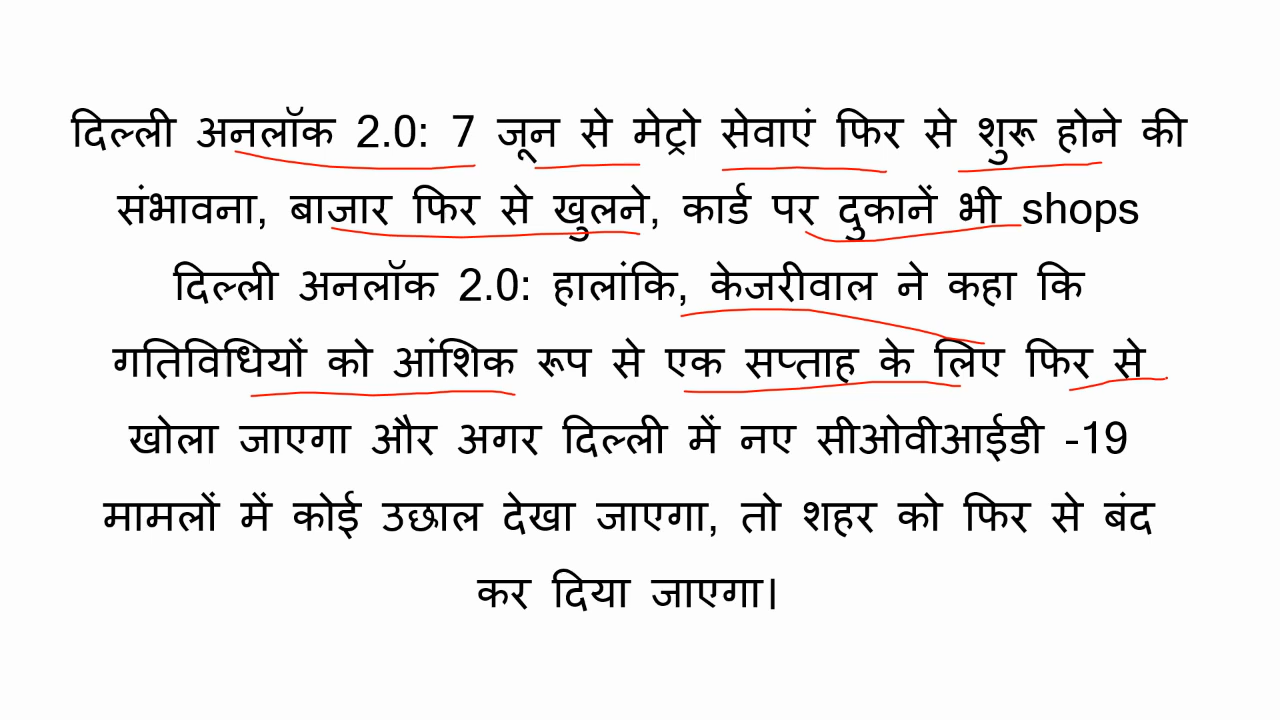 दिल्ली अनलॉक 2.0: 7 जून से मेट्रो सेवाएं फिर से शुरू होने की
संभावना, बाजार फिर से खुलने, कार्ड पर दुकानें भी shops
दिल्ली अनलॉक 2.0: हालांकि, केजरीवाल ने कहा कि
गतिविधियों को आंशिक रूप से एक सप्ताह के लिए फिर से
खोला जाएगा और अगर दिल्ली में नए सीओवीआईडी -19
मामलों में कोई उछाल देखा जाएगा, तो शहर को फिर से बंद
कर दिया जाएगा।